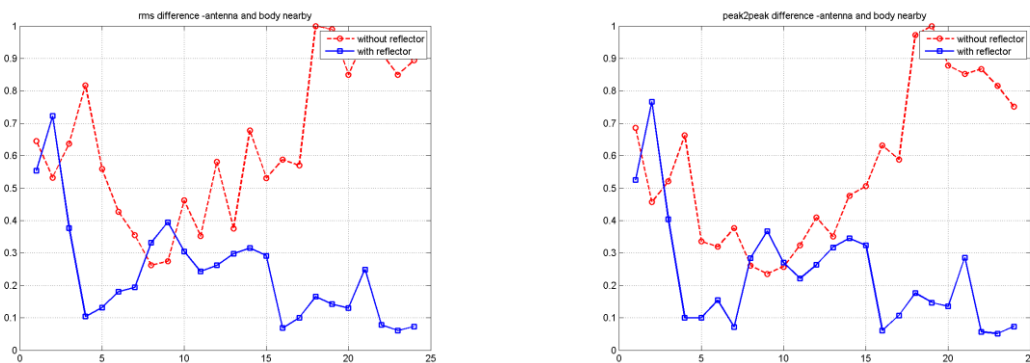 rms difference -antenna and body nearby
without reflector
with reflector
1
0.9
0.8
0.7
0.6
0.5
0.4
0.3
0.2
0.1
0
0 5 10 15 20 25
peak2peak difference -antenna and body nearby
without reflector
with reflector
1
0.9
0.8
0.7
0.6
0.5
0.4
0.3
0.2
0.1
0
0 5 10 15 20 25